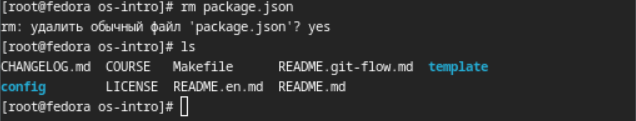 [root@fedora os-intro]# rm package.json
rm: удалить обычный файл 'package.json'? yes
[root@fedora os-intro]# ls
CHANGELOG.md  COURSE   Makefile      README.git-flow.md  template
config        LICENSE  README.en.md  README.md
[root@fedora os-intro]#